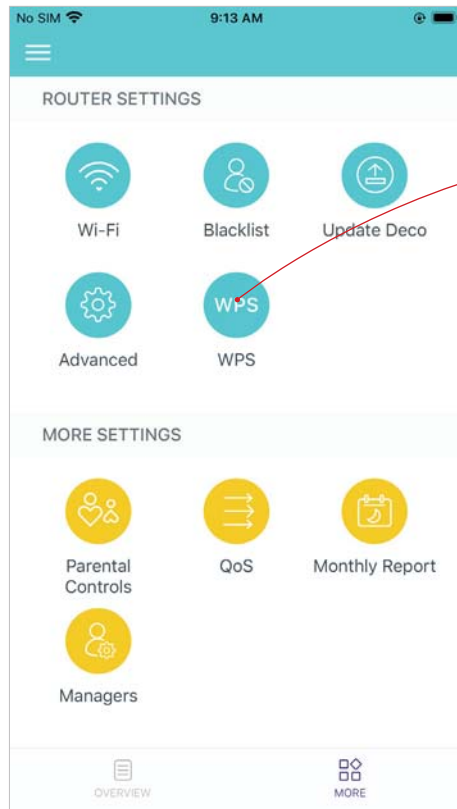 No SIM 9:13 AM
ROUTER SETTINGS
Wi-Fi Blacklist Update Deco
WPS
Advanced WPS
MORE SETTINGS
Parental Controls QoS Monthly Report
Managers
OVERVIEW MORE